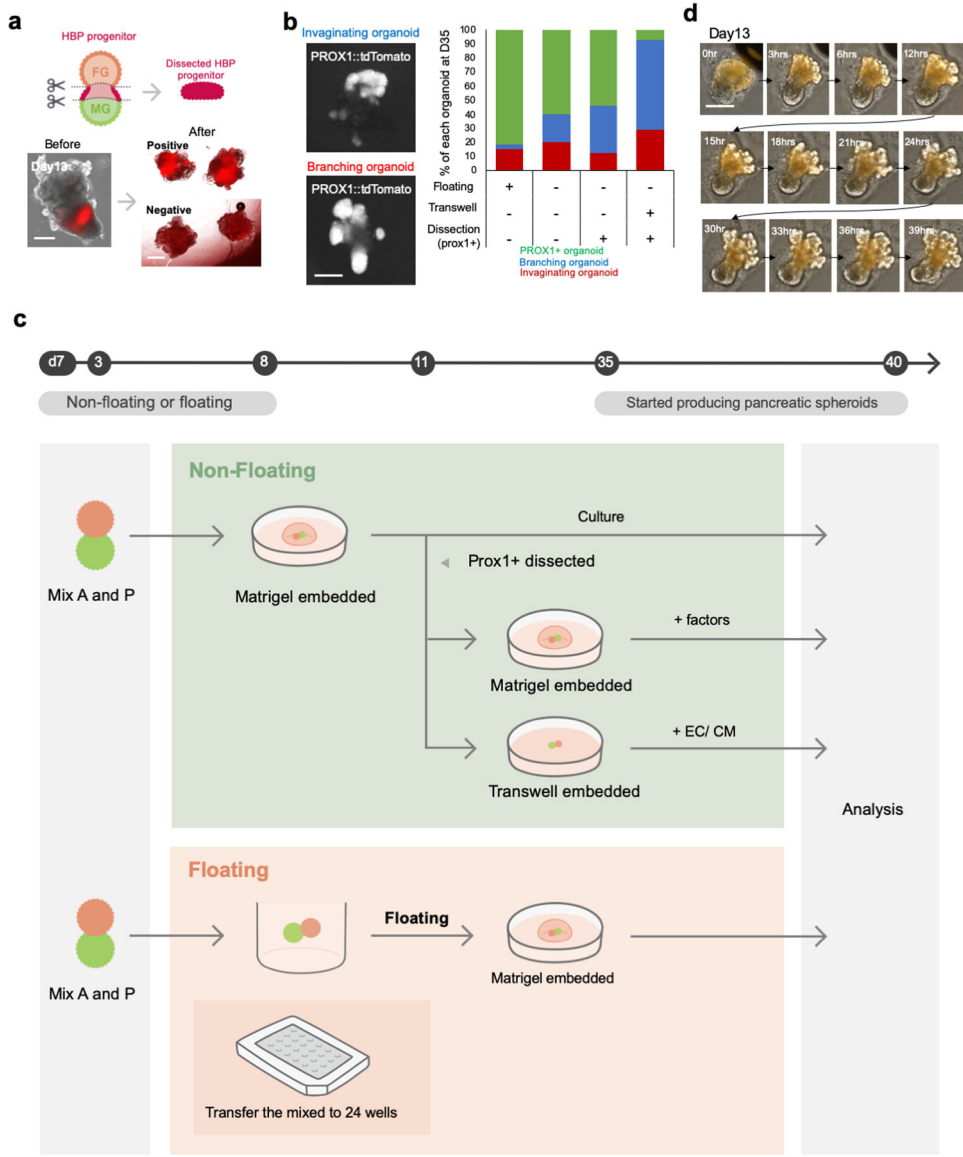 a
HBP progenitor
FG
MG
Dissected HBP
progenitor
Before
After
Day13
Positive
Negative
b
Invaginating organoid
PROX1::tdTomato
Branching organoid
PROX1::tdTomato
% of each organoid at D35
100
90
80
70
60
50
40
30
20
10
0
Floating + - - -
Transwell - - - +
Dissection
(prox1+) - - + +
PROX1+ organoid
Branching organoid
Invaginating organoid
d
Day13
0hr 3hrs 6hrs 12hrs
15hr 18hrs 21hrs 24hrs
30hr 33hrs 36hrs 39hrs
c
d7 3 8 11 35 40
Non-floating or floating
Started producing pancreatic spheroids
Non-Floating
Mix A and P
Matrigel embedded
Culture
Prox1+ dissected
Matrigel embedded
+ factors
Transwell embedded
+ EC/ CM
Analysis
Floating
Mix A and P
Floating
Matrigel embedded
Transfer the mixed to 24 wells